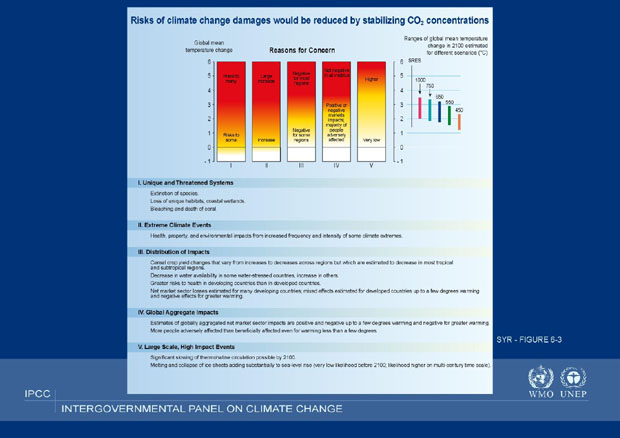 Risks of climate change damages would be reduced by stabilizing CO₂ concentrations
Global mean
temperature change
Reasons for Concern
Ranges of global mean temperature
change in 2100 estimated
for different scenarios (°C)
6
5
4
3
2
1
0
-1
Risks to
many
Risks to
some
I
Large
increase
Increase
II
Negative
for most
regions
Negative
for some
regions
III
Net negative
in all metrics
Positive or
negative
market
impacts;
majority of
people
adversely
affected
IV
Higher
Very low
V
6
5
4
3
2
1
0
-1
SRES
1000
750
650
550
450
I. Unique and Threatened Systems
Extinction of species.
Loss of unique habitats, coastal wetlands.
Bleaching and death of coral.
II. Extreme Climate Events
Health, property, and environmental impacts from increased frequency and intensity of some climate extremes.
III. Distribution of Impacts
Cereal crop yield changes that vary from increases to decreases across regions but which are estimated to decrease in most tropical
and subtropical regions.
Decrease in water availability in some water-stressed countries, increase in others.
Greater risks to health in developing countries than in developed countries.
Net market sector losses estimated for many developing countries; mixed effects estimated for developed countries up to a few degrees warming
and negative effects for greater warming.
IV. Global Aggregate Impacts
Estimates of globally aggregated net market sector impacts are positive and negative up to a few degrees warming and negative for greater warming.
More people adversely affected than beneficially affected even for warming less than a few degrees.
V. Large Scale, High Impact Events
Significant slowing of thermohaline circulation possible by 2100.
Melting and collapse of ice sheets adding substantially to sea-level rise (very low likelihood before 2100; likelihood higher on multi-century time scale).
SYR - FIGURE 6-3
WMO UNEP
IPCC
INTERGOVERNMENTAL PANEL ON CLIMATE CHANGE